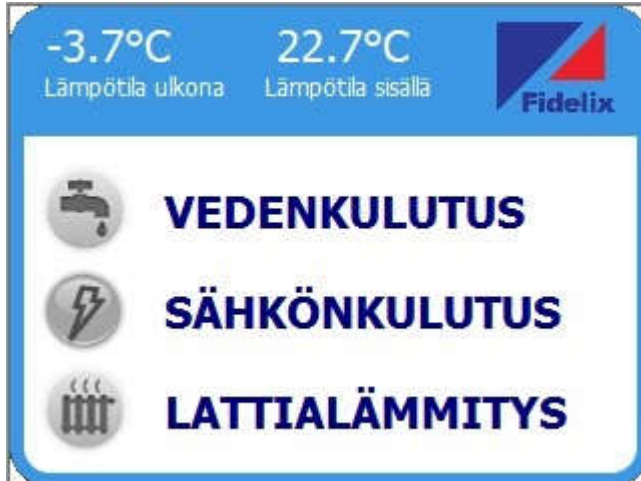 -3.7°C 22.7°C
Lämpötila ulkona Lämpötila sisällä
Fidelix
VEDENKULUTUS
SÄHKÖNKULUTUS
LATTIALÄMMITYS